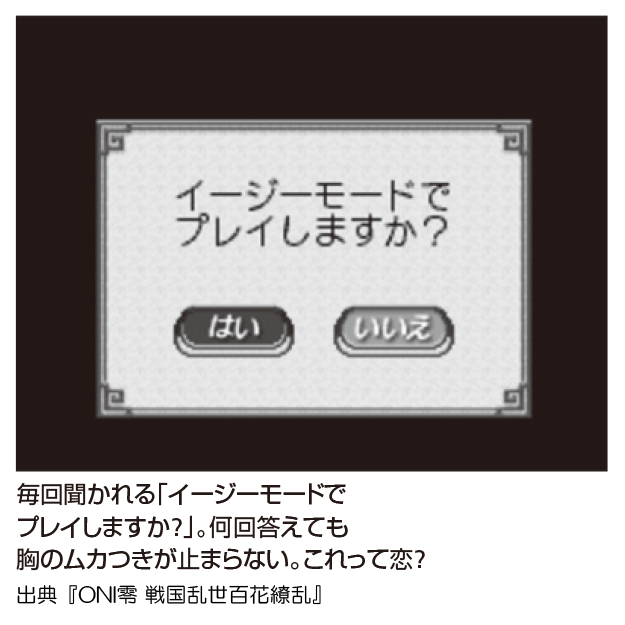 イージーモードで
プレイしますか？
はい
いいえ
毎回聞かれる「イージーモードで
プレイしますか?」。何回答えても
胸のムカつきが止まらない。これって恋?
出典『ONI零 戦国乱世百花繚乱』